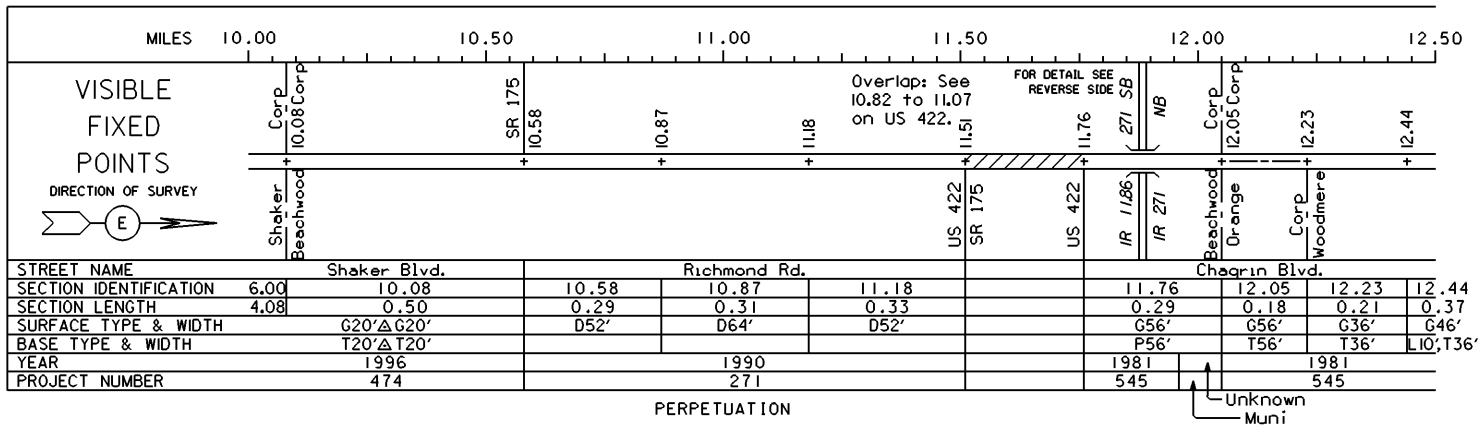 MILES 10.00 10.50 11.00 11.50 12.00 12.50
VISIBLE
FIXED
POINTS
DIRECTION OF SURVEY
E
Corp
10.08 Corp
SR 175
10.58
10.87
11.18
Overlap: See
10.82 to 11.07
on US 422.
11.51
FOR DETAIL SEE
REVERSE SIDE
11.76
271 SB
NB
Corp
12.05 Corp
12.23
12.44
Shaker
Beachwood
US 422
SR 175
US 422
IR 11.86
IR 271
Beachwood
Orange
Corp
Woodmere
STREET NAME Shaker Blvd. Richmond Rd. Chagrin Blvd.
SECTION IDENTIFICATION 6.00 10.08 10.58 10.87 11.18 11.76 12.05 12.23 12.44
SECTION LENGTH 4.08 0.50 0.29 0.31 0.33 0.29 0.18 0.21 0.37
SURFACE TYPE & WIDTH G20'△G20' D52' D64' D52' G56' G56' G36' G46'
BASE TYPE & WIDTH T20'△T20' P56' T56' T36' L10',T36'
YEAR 1996 1990 1981 1981
PROJECT NUMBER 474 271 545 545
PERPETUATION
Unknown
Muni